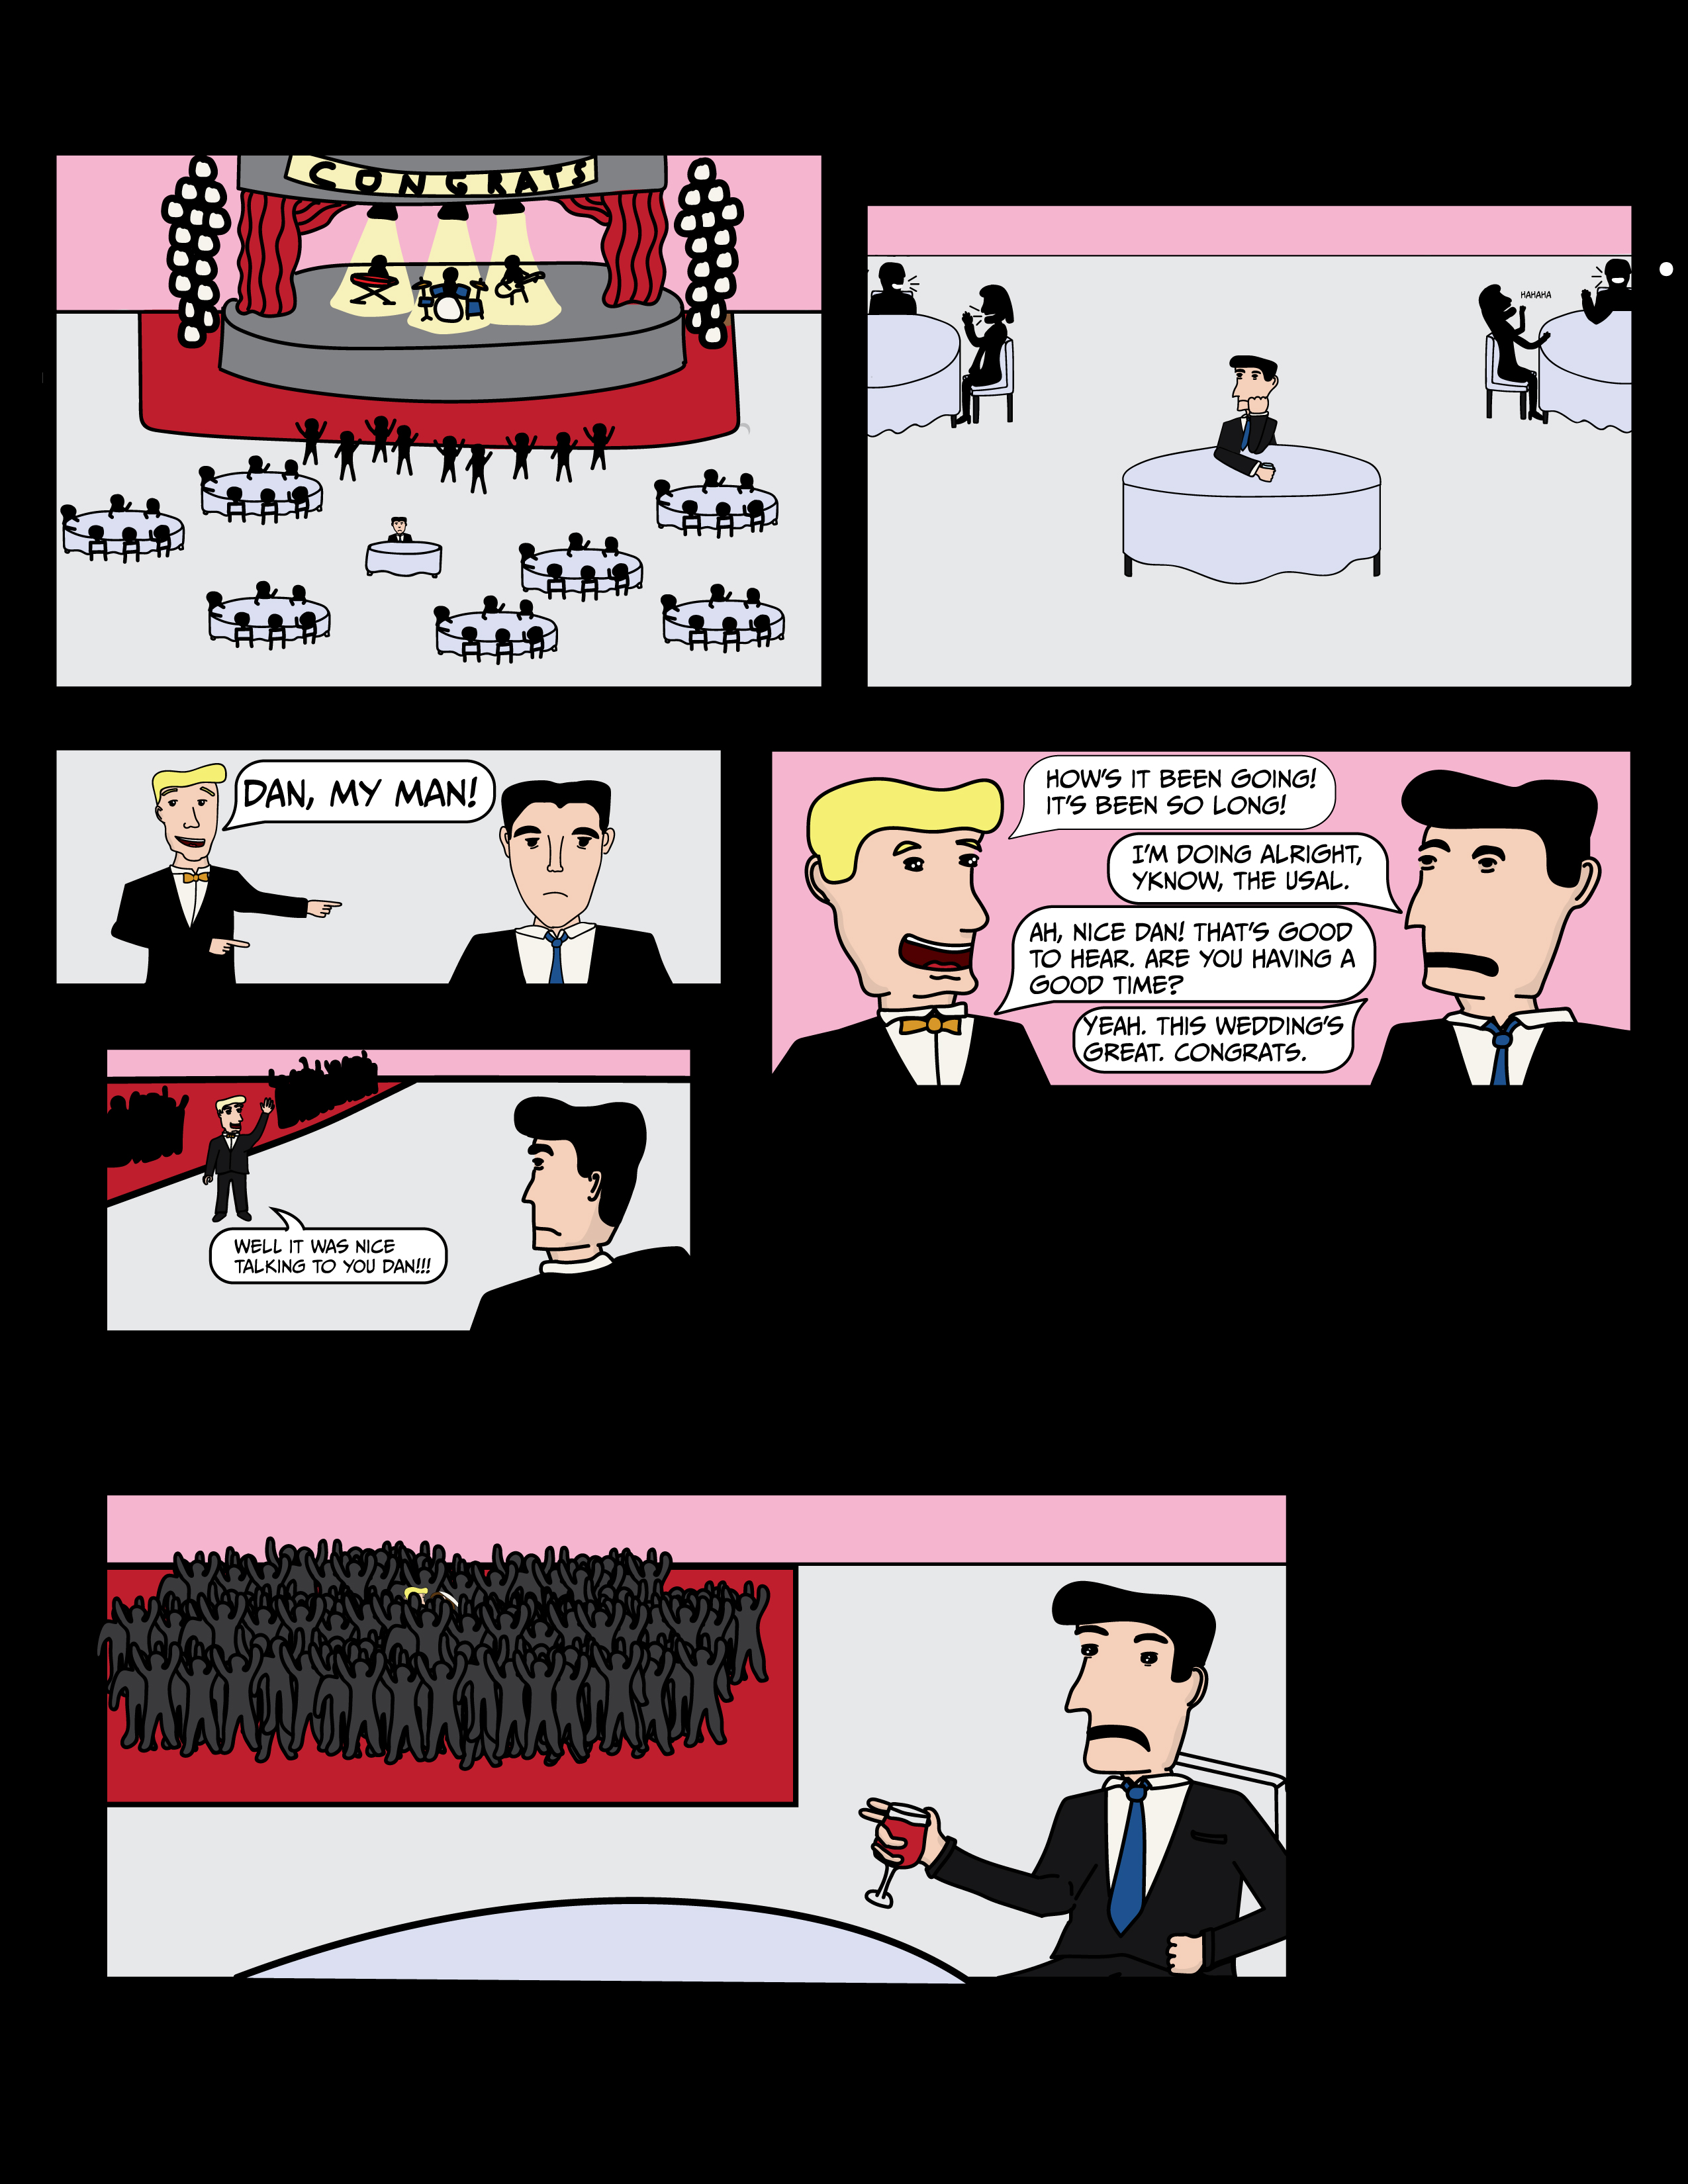 CONGRATS
HAHAHA
DAN, MY MAN!
HOW'S IT BEEN GOING!
IT'S BEEN SO LONG!
I'M DOING ALRIGHT,
YKNOW, THE USAL.
AH, NICE DAN! THAT'S GOOD
TO HEAR. ARE YOU HAVING A
GOOD TIME?
YEAH. THIS WEDDING'S
GREAT. CONGRATS.
WELL IT WAS NICE
TALKING TO YOU DAN!!!